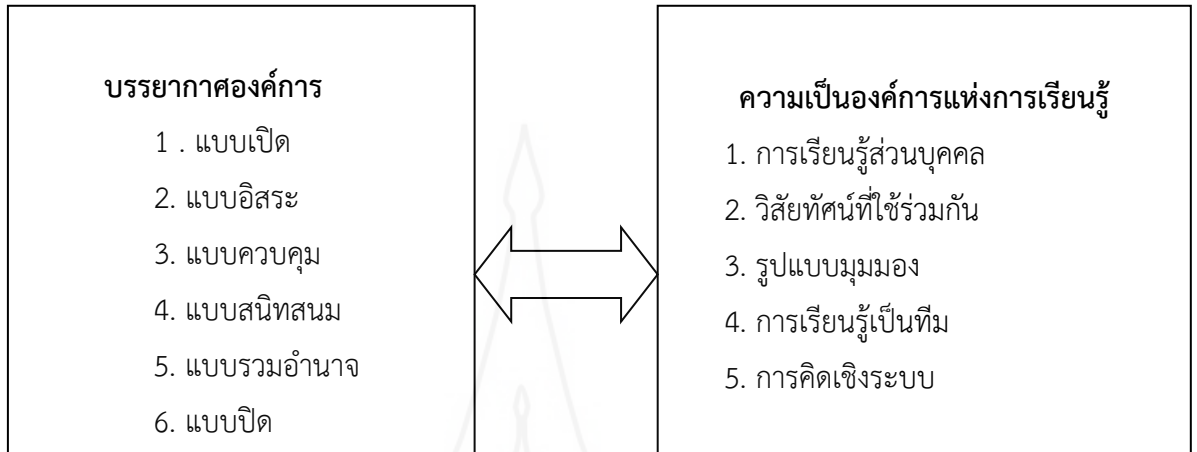 บรรยากาศองค์การ
1 . แบบเปิด
2. แบบอิสระ
3. แบบควบคุม
4. แบบสนิทสนม
5. แบบรวมอำนาจ
6. แบบปิด
ความเป็นองค์การแห่งการเรียนรู้
1. การเรียนรู้ส่วนบุคคล
2. วิสัยทัศน์ที่ใช้ร่วมกัน
3. รูปแบบมุมมอง
4. การเรียนรู้เป็นทีม
5. การคิดเชิงระบบ